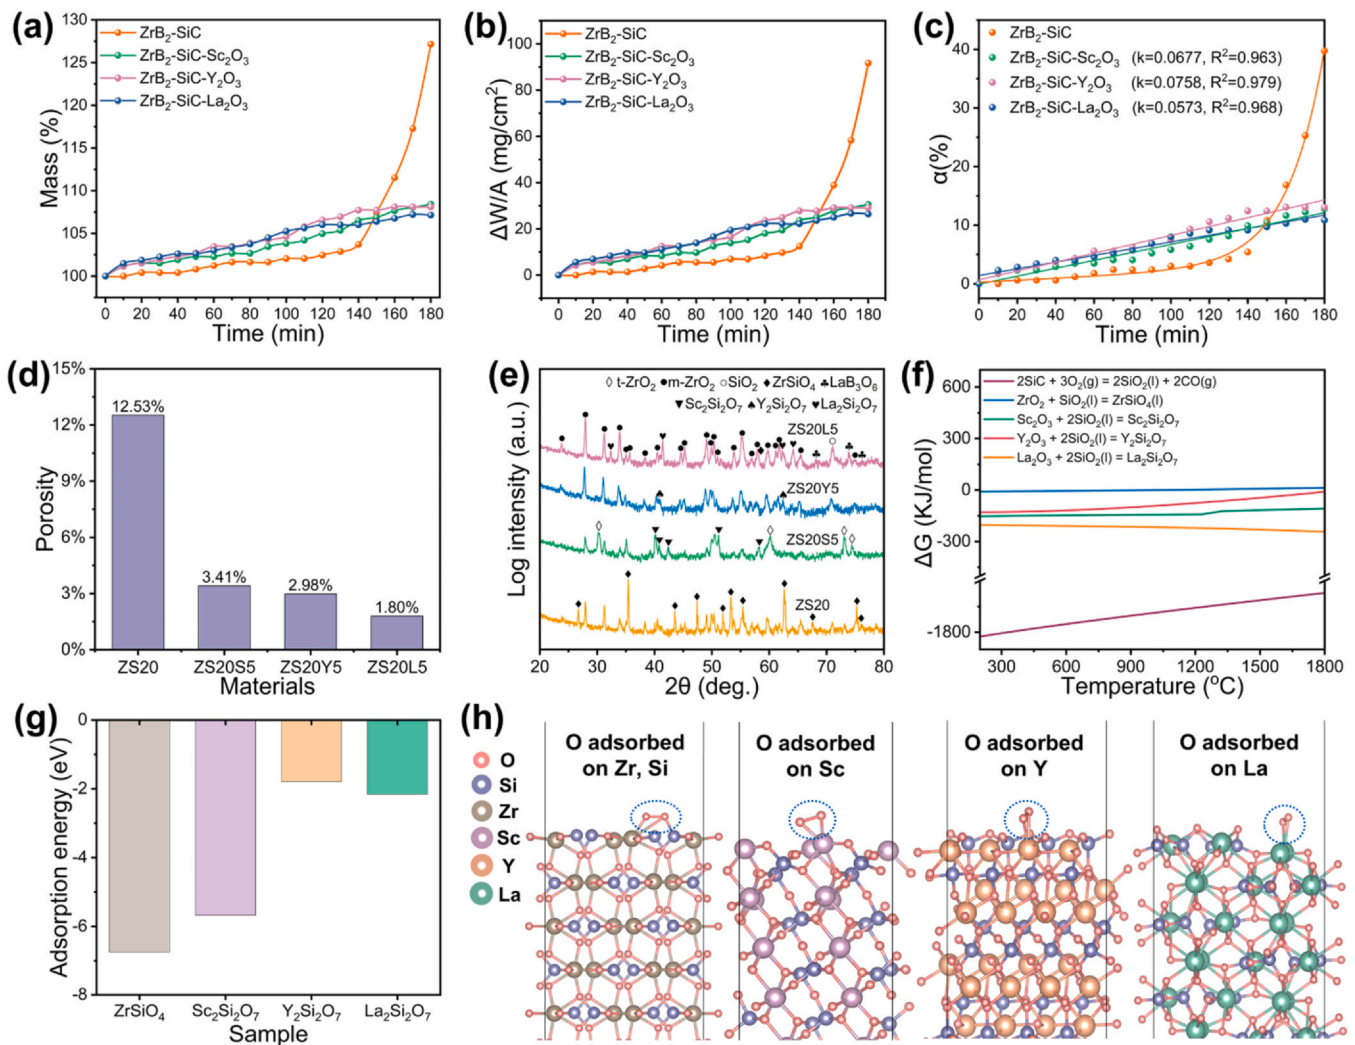 (a)
130
125
120
115
110
105
100
Mass (%)
ZrB₂-SiC
ZrB₂-SiC-Sc₂O₃
ZrB₂-SiC-Y₂O₃
ZrB₂-SiC-La₂O₃
0 20 40 60 80 100 120 140 160 180
Time (min)
(b)
100
80
60
40
20
0
ΔW/A (mg/cm²)
ZrB₂-SiC
ZrB₂-SiC-Sc₂O₃
ZrB₂-SiC-Y₂O₃
ZrB₂-SiC-La₂O₃
0 20 40 60 80 100 120 140 160 180
Time (min)
(c)
40
30
20
10
0
α(%)
ZrB₂-SiC
ZrB₂-SiC-Sc₂O₃ (k=0.0677, R²=0.963)
ZrB₂-SiC-Y₂O₃ (k=0.0758, R²=0.979)
ZrB₂-SiC-La₂O₃ (k=0.0573, R²=0.968)
0 20 40 60 80 100 120 140 160 180
Time (min)
(d)
15%
12%
9%
6%
3%
0%
Porosity
12.53%
3.41%
2.98%
1.80%
ZS20 ZS20S5 ZS20Y5 ZS20L5
Materials
(e)
Log intensity (a.u.)
◊ t-ZrO₂ ● m-ZrO₂ ○ SiO₂ ♦ ZrSiO₄ ♣ LaB₃O₆
▼ Sc₂Si₂O₇ ♠ Y₂Si₂O₇ ♥ La₂Si₂O₇
ZS20L5
ZS20Y5
ZS20S5
ZS20
20 30 40 50 60 70 80
2θ (deg.)
(f)
600
300
0
-300
-1800
ΔG (KJ/mol)
2SiC + 3O₂(g) = 2SiO₂(l) + 2CO(g)
ZrO₂ + SiO₂(l) = ZrSiO₄(l)
Sc₂O₃ + 2SiO₂(l) = Sc₂Si₂O₇
Y₂O₃ + 2SiO₂(l) = Y₂Si₂O₇
La₂O₃ + 2SiO₂(l) = La₂Si₂O₇
300 600 900 1200 1500 1800
Temperature (°C)
(g)
0
-2
-4
-6
-8
Adsorption energy (eV)
ZrSiO₄ Sc₂Si₂O₇ Y₂Si₂O₇ La₂Si₂O₇
Sample
(h)
O
Si
Zr
Sc
Y
La
O adsorbed
on Zr, Si
O adsorbed
on Sc
O adsorbed
on Y
O adsorbed
on La